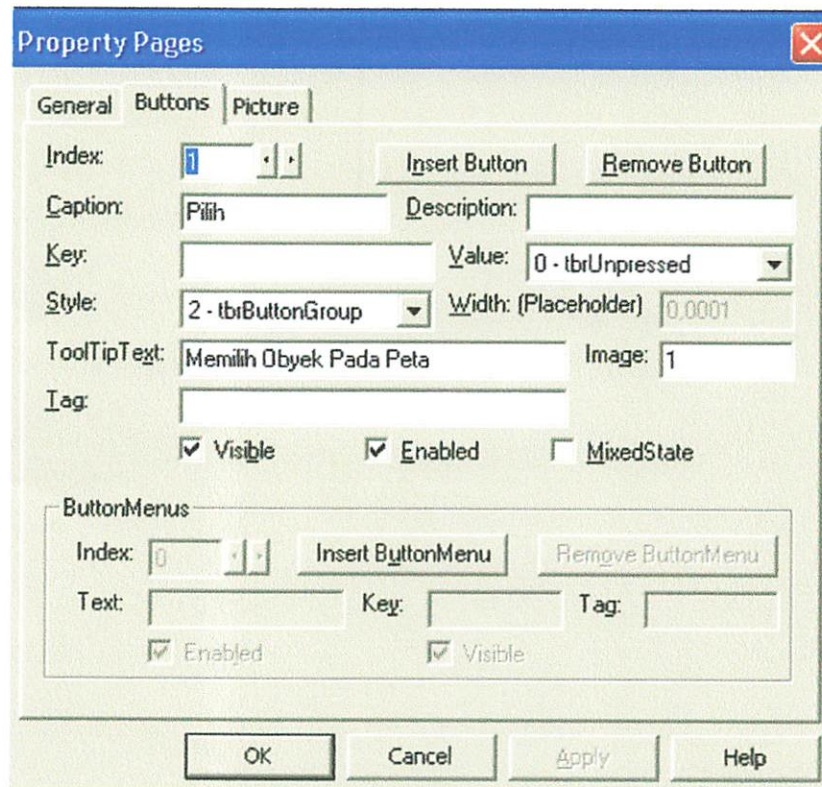 Property Pages
General Buttons Picture
Index: 1 Insert Button Remove Button
Caption: Pilih Description:
Key: Value: 0 - tbrUnpressed
Style: 2 - tbrButtonGroup Width: (Placeholder) 0,0001
ToolTipText: Memilih Obyek Pada Peta Image: 1
Tag:
Visible Enabled MixedState
ButtonMenus
Index: 0 Insert ButtonMenu Remove ButtonMenu
Text: Key: Tag:
Enabled Visible
OK Cancel Apply Help